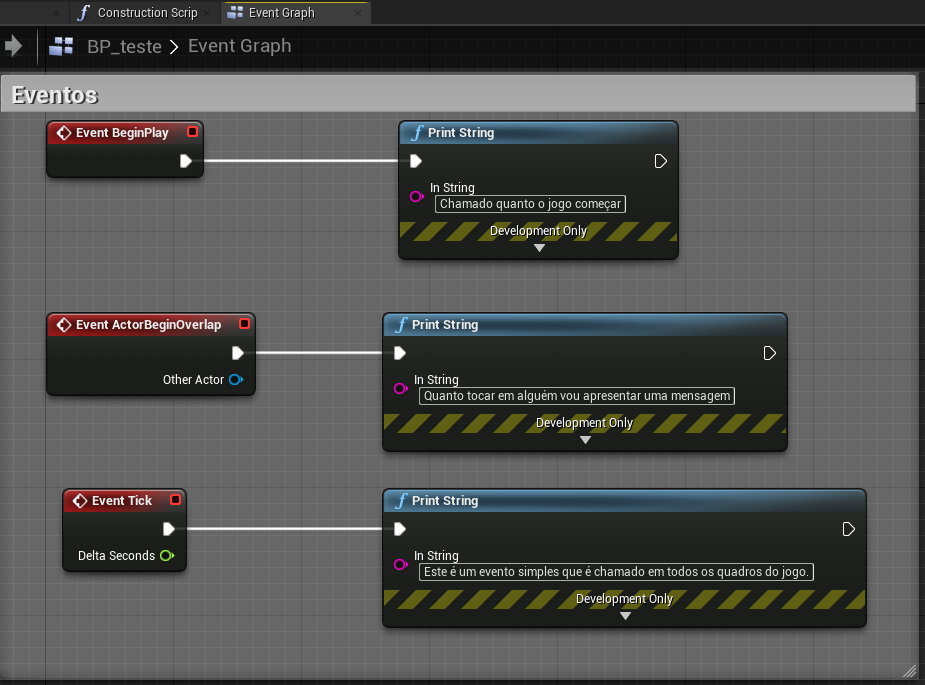 Construction Scrip
Event Graph
BP_teste > Event Graph
Eventos
Event BeginPlay
Print String
In String
Chamado quanto o jogo começar
Development Only
Event ActorBeginOverlap
Other Actor
Print String
In String
Quanto tocar em alguém vou apresentar uma mensagem
Development Only
Event Tick
Delta Seconds
Print String
In String
Este é um evento simples que é chamado em todos os quadros do jogo.
Development Only